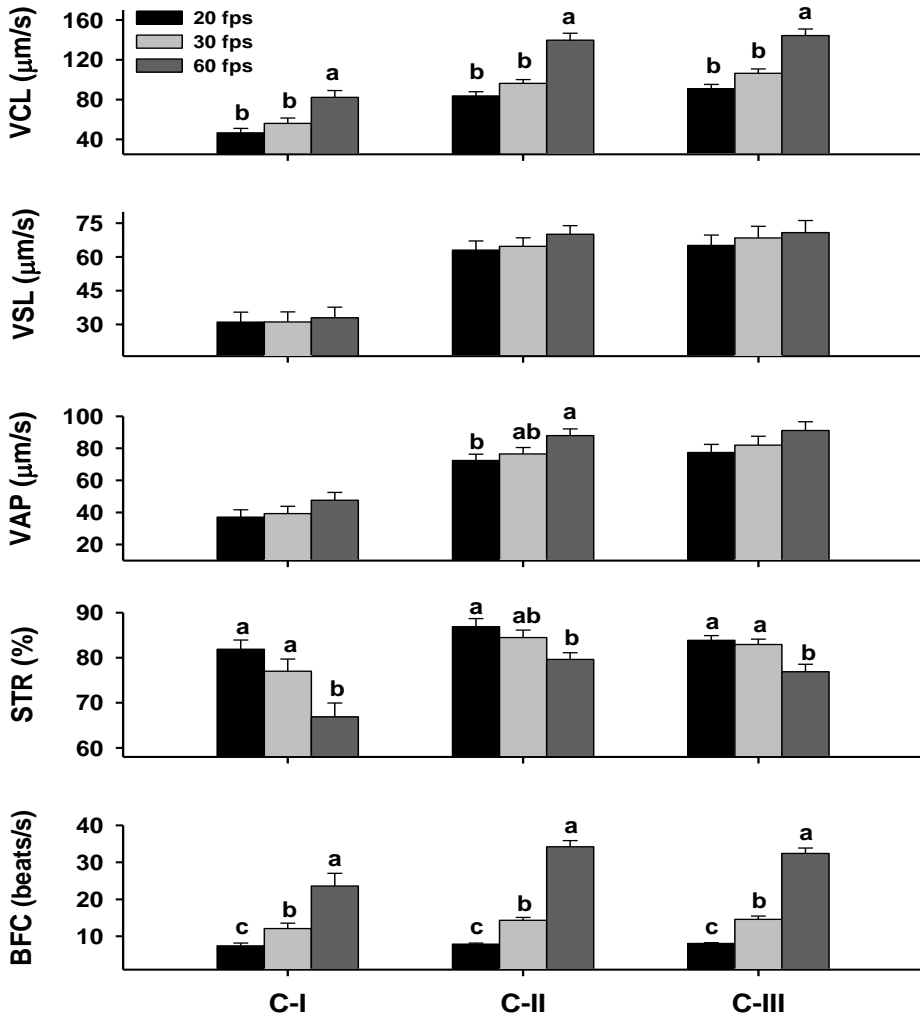 20 fps
30 fps
60 fps
VCL (μm/s)
160
120
80
40
b b a
b b a
b b a
VSL (μm/s)
75
60
45
30
VAP (μm/s)
100
80
60
40
20
b ab a
STR (%)
90
80
70
60
a a b
a ab b
a a b
BFC (beats/s)
40
30
20
10
c b a
c b a
c b a
C-I C-II C-III